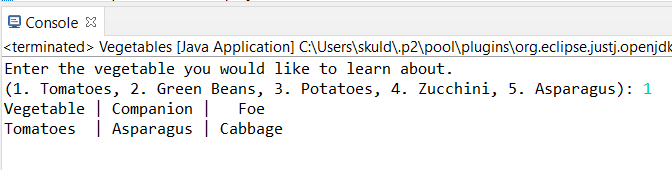 Console
<terminated> Vegetables [Java Application] C:\Users\skuld\.p2\pool\plugins\org.eclipse.justj.openjdk
Enter the vegetable you would like to learn about.
(1. Tomatoes, 2. Green Beans, 3. Potatoes, 4. Zucchini, 5. Asparagus): 1
Vegetable | Companion |   Foe
Tomatoes  | Asparagus | Cabbage